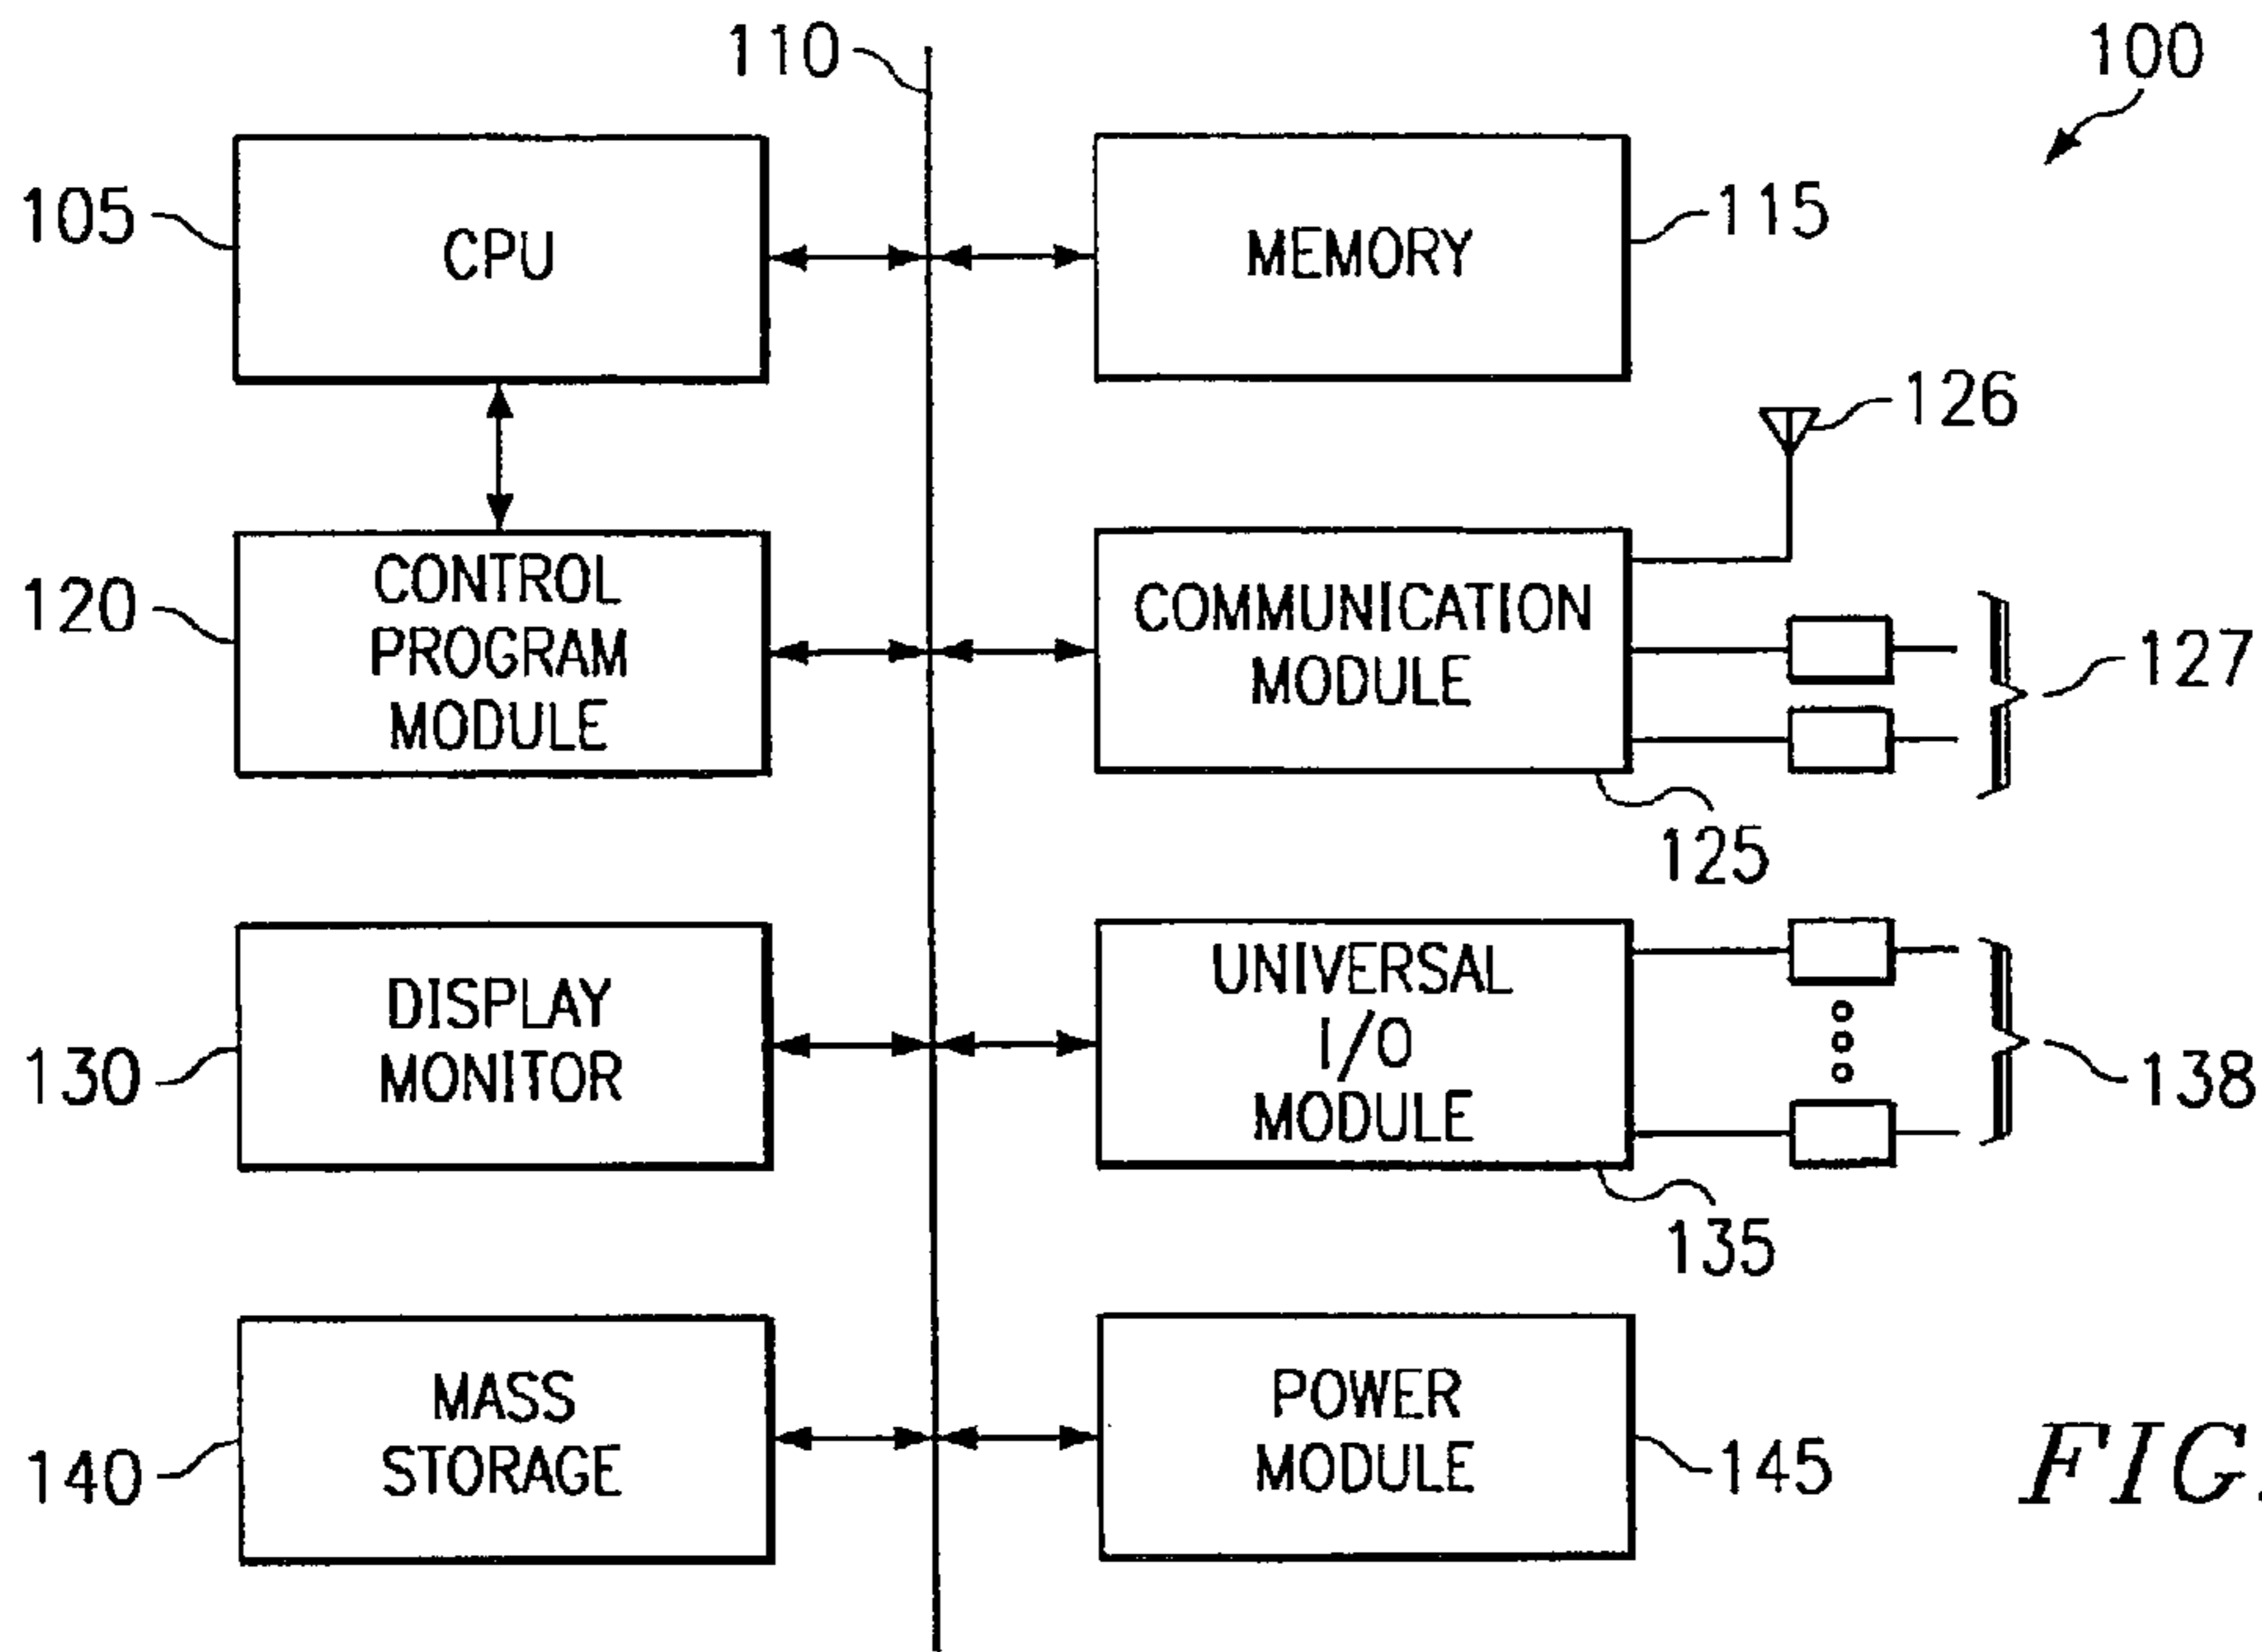 110
100
105
CPU
MEMORY
115
126
120
CONTROL
PROGRAM
MODULE
COMMUNICATION
MODULE
127
125
130
DISPLAY
MONITOR
UNIVERSAL
I/O
MODULE
138
135
140
MASS
STORAGE
POWER
MODULE
145
FIG.